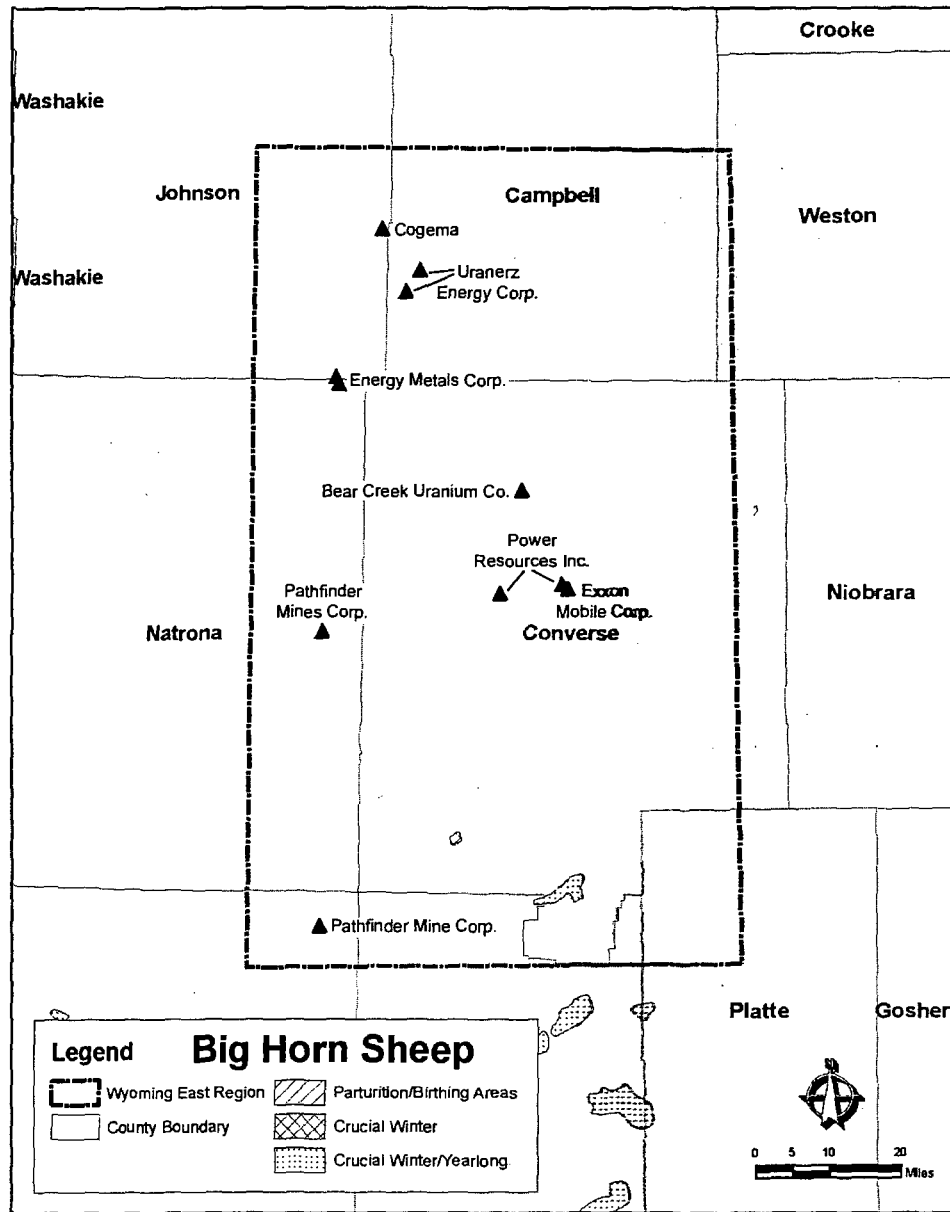 Crooke
Washakie
Johnson
Campbell
Weston
Cogema
Washakie
Uranerz
Energy Corp.
Energy Metals Corp.
Bear Creek Uranium Co.
Power
Resources Inc.
Pathfinder
Mines Corp.
Exxon
Mobile Corp.
Niobrara
Natrona
Converse
Pathfinder Mine Corp.
Platte
Gosher
Legend
Big Horn Sheep
Wyoming East Region
Parturition/Birthing Areas
County Boundary
Crucial Winter
Crucial Winter/Yearlong
N
0 5 10 20
Miles